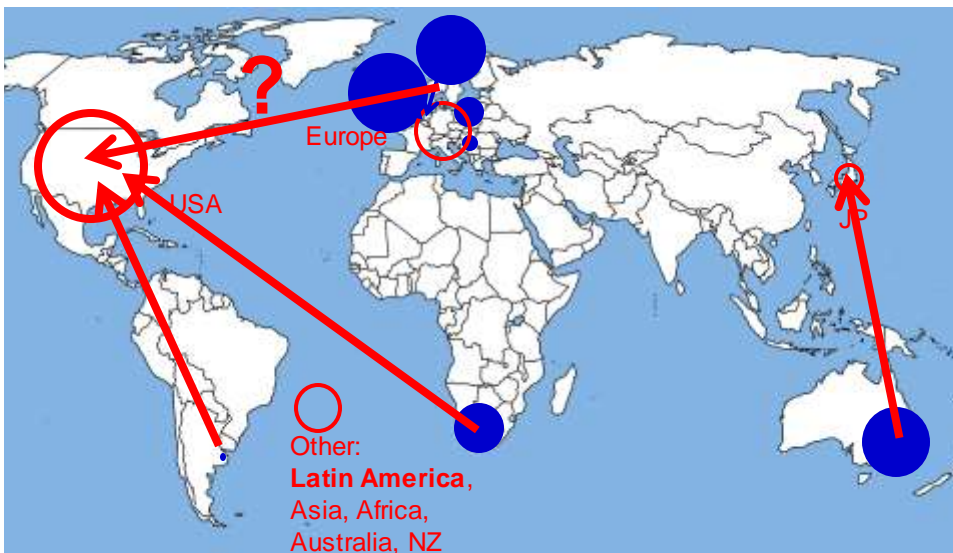 ?
Europe
USA
JP
Other:
Latin America,
Asia, Africa,
Australia, NZ